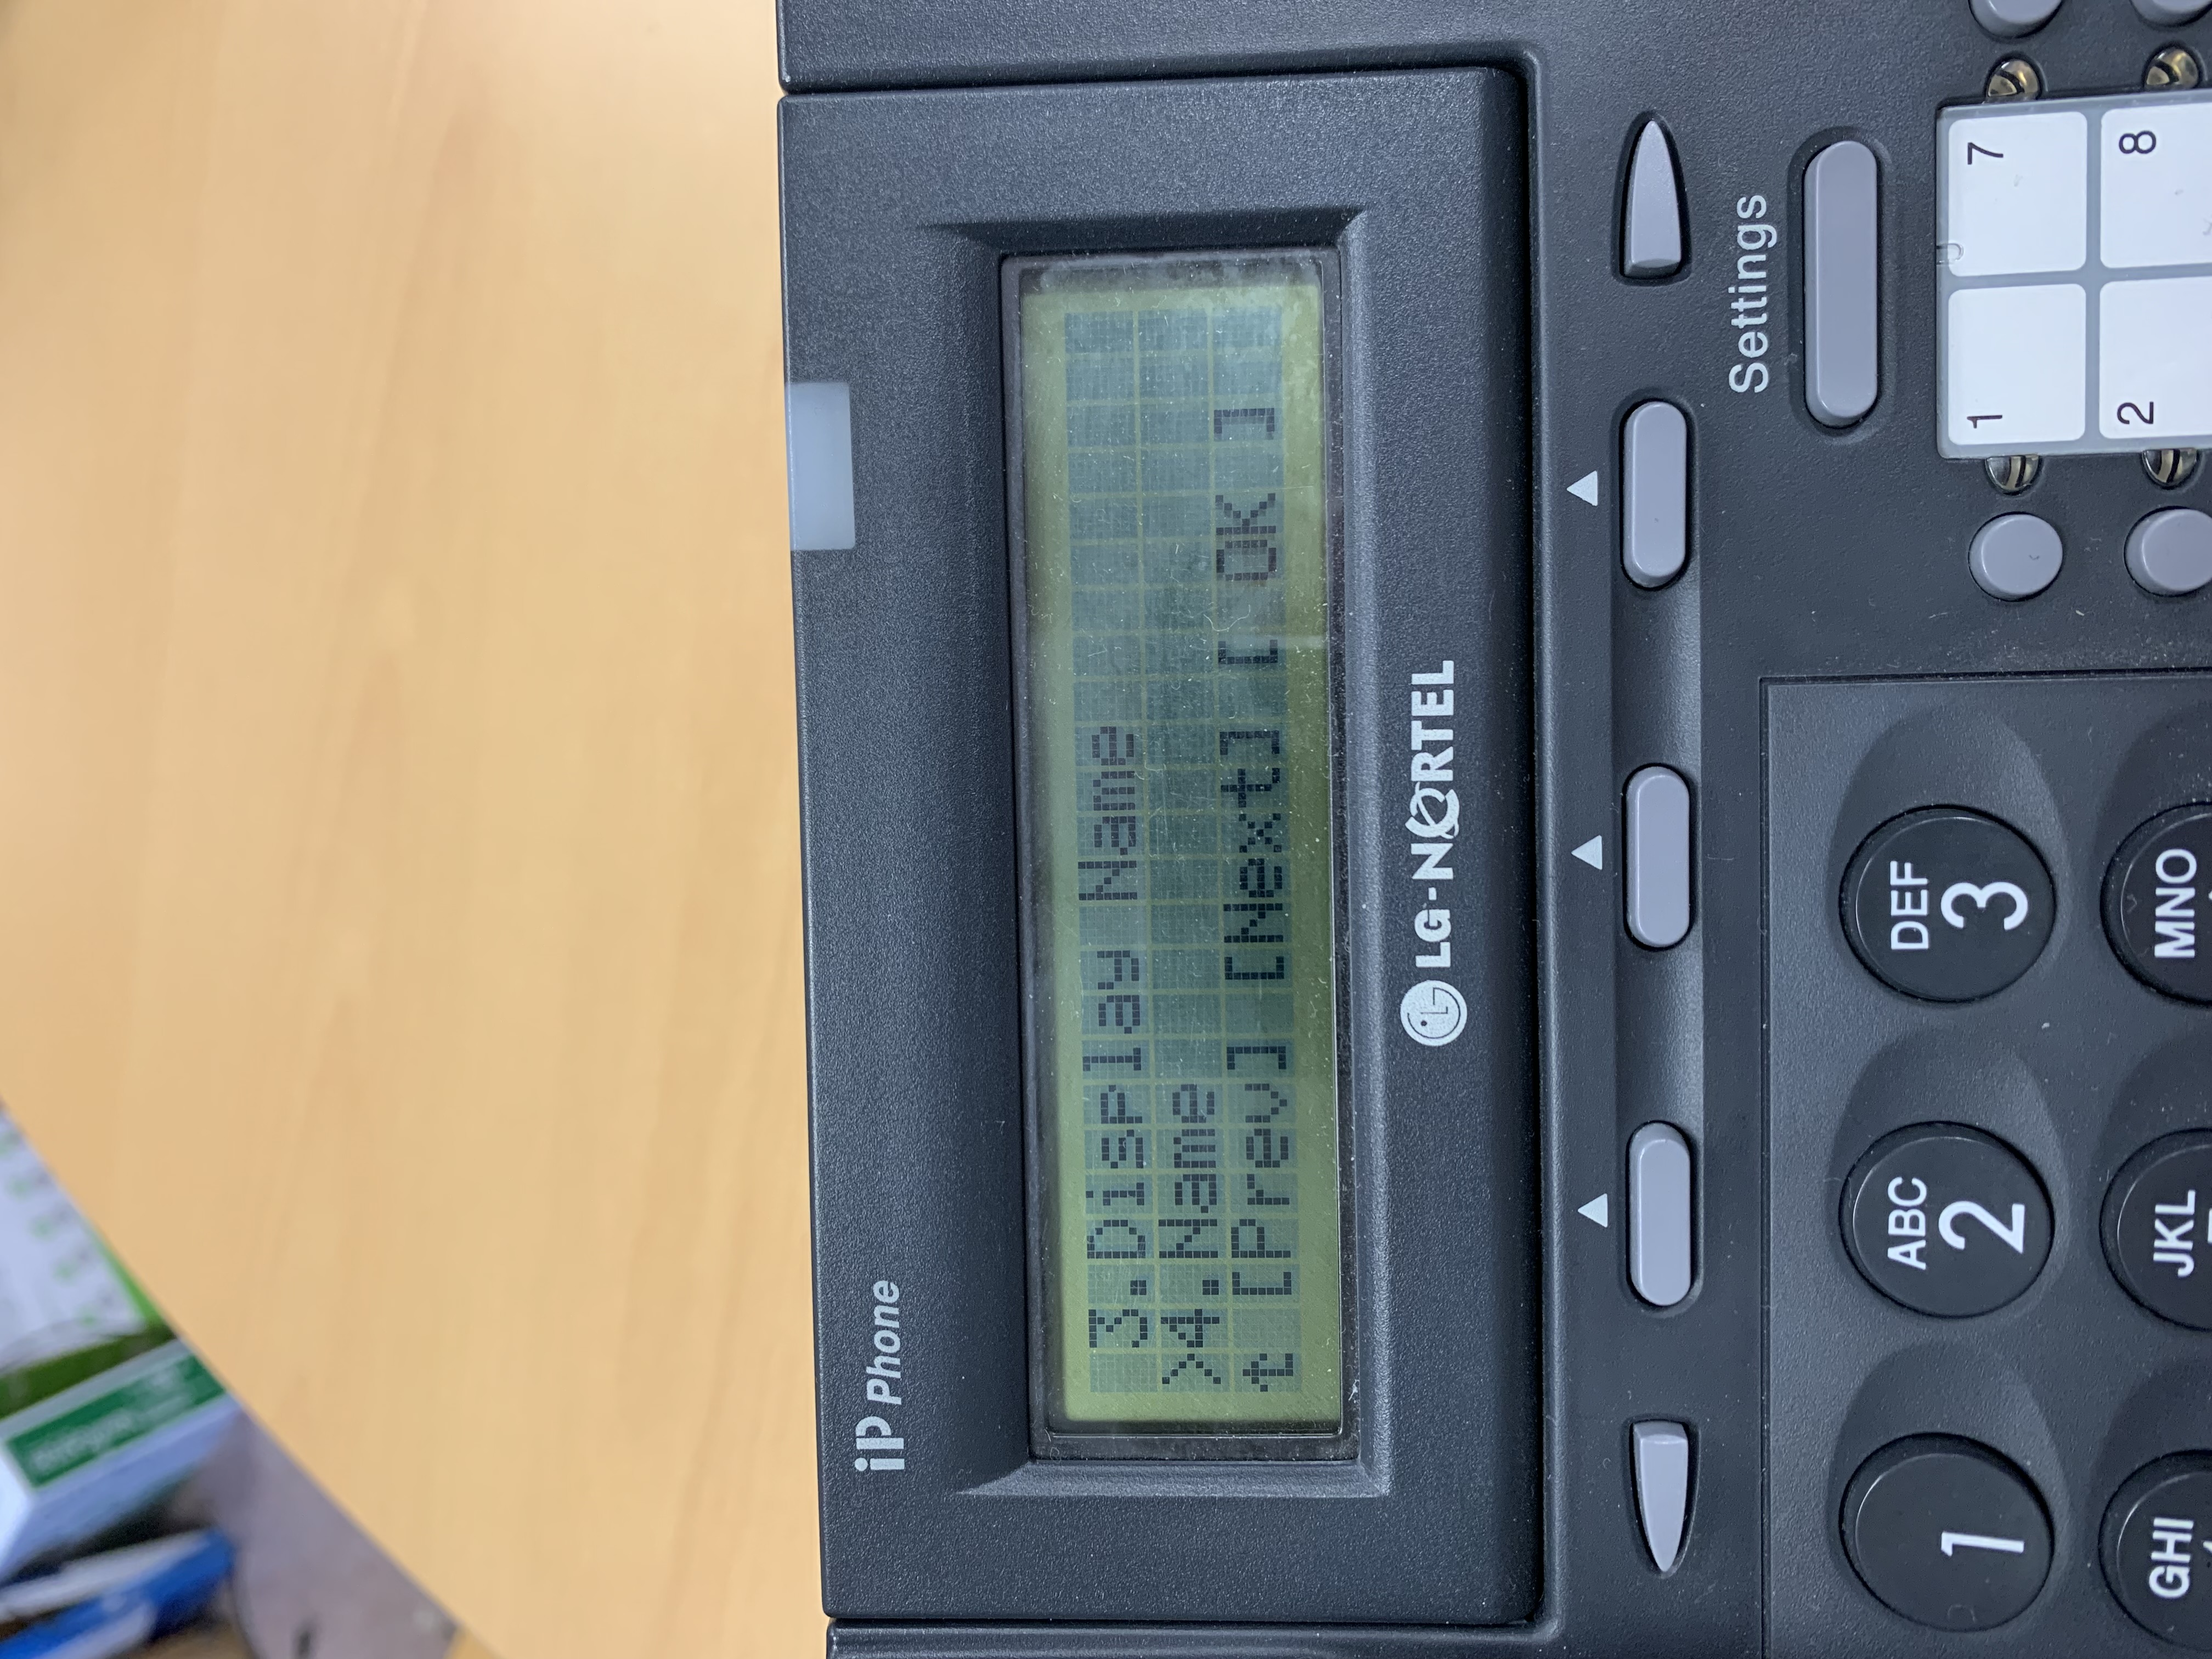 iP Phone
3.Display Name
>4.Name
↑ [Prev] [Next] [ OK ]
LG-NORTEL
Settings
1
ABC
2
DEF
3
1
7
GHI
JKL
MNO
2
8